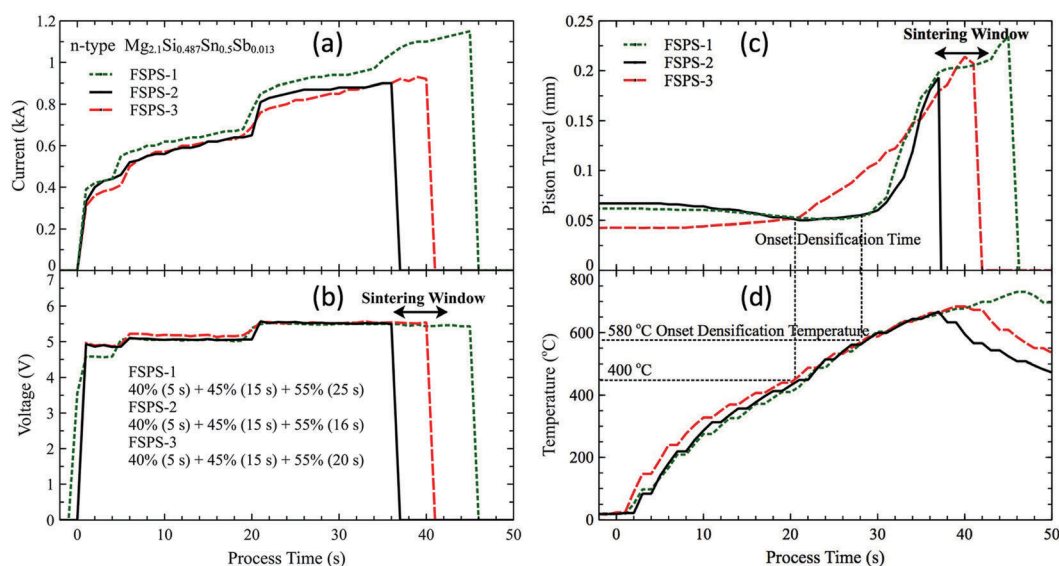 (a)
n-type Mg2.1Si0.487Sn0.5Sb0.013
FSPS-1
FSPS-2
FSPS-3
Current (kA)
1.2
1.0
0.8
0.6
0.4
0.2
0.0
(b)
Sintering Window
FSPS-1
40% (5 s) + 45% (15 s) + 55% (25 s)
FSPS-2
40% (5 s) + 45% (15 s) + 55% (16 s)
FSPS-3
40% (5 s) + 45% (15 s) + 55% (20 s)
Voltage (V)
7
6
5
4
3
2
1
0
0 10 20 30 40 50
Process Time (s)
(c)
Sintering Window
FSPS-1
FSPS-2
FSPS-3
Piston Travel (mm)
0.25
0.20
0.15
0.10
0.05
0.00
Onset Densification Time
(d)
580 °C Onset Densification Temperature
400 °C
Temperature (°C)
800
600
400
200
0
0 10 20 30 40 50
Process Time (s)